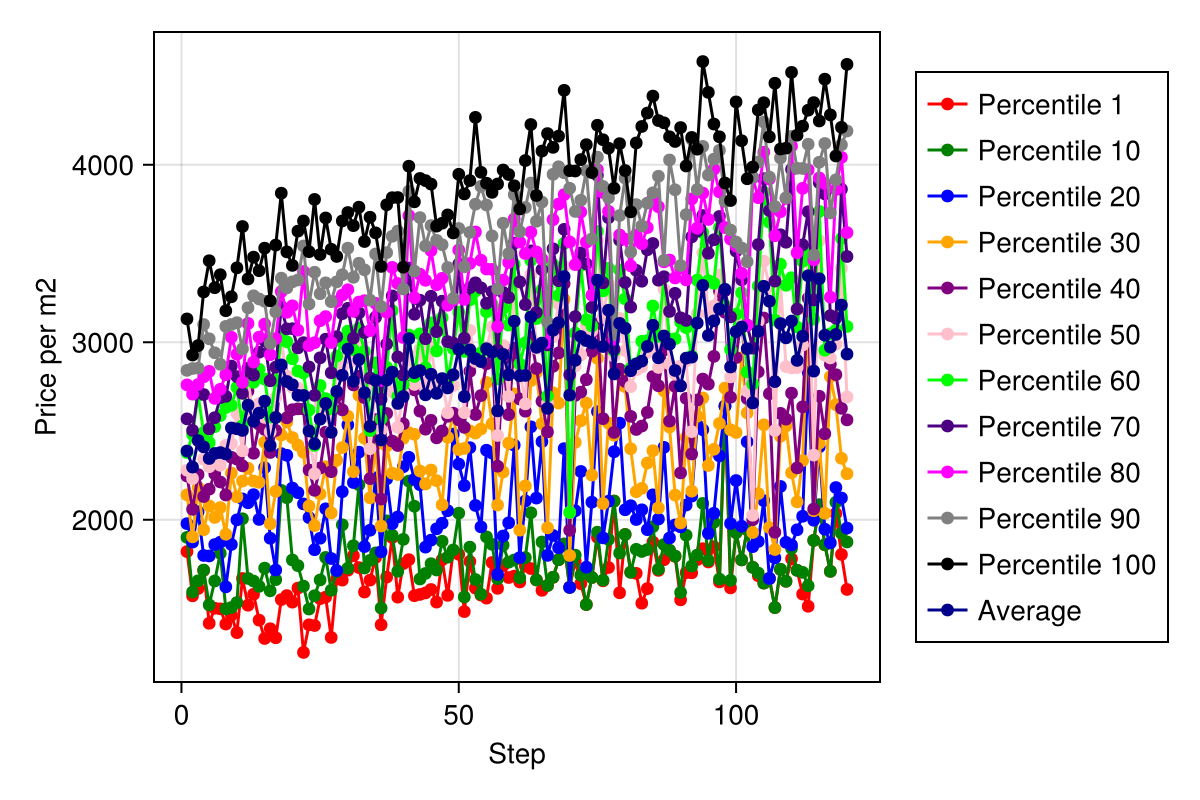 4000
3000
2000
Price per m2
0
50
100
Step
Percentile 1
Percentile 10
Percentile 20
Percentile 30
Percentile 40
Percentile 50
Percentile 60
Percentile 70
Percentile 80
Percentile 90
Percentile 100
Average